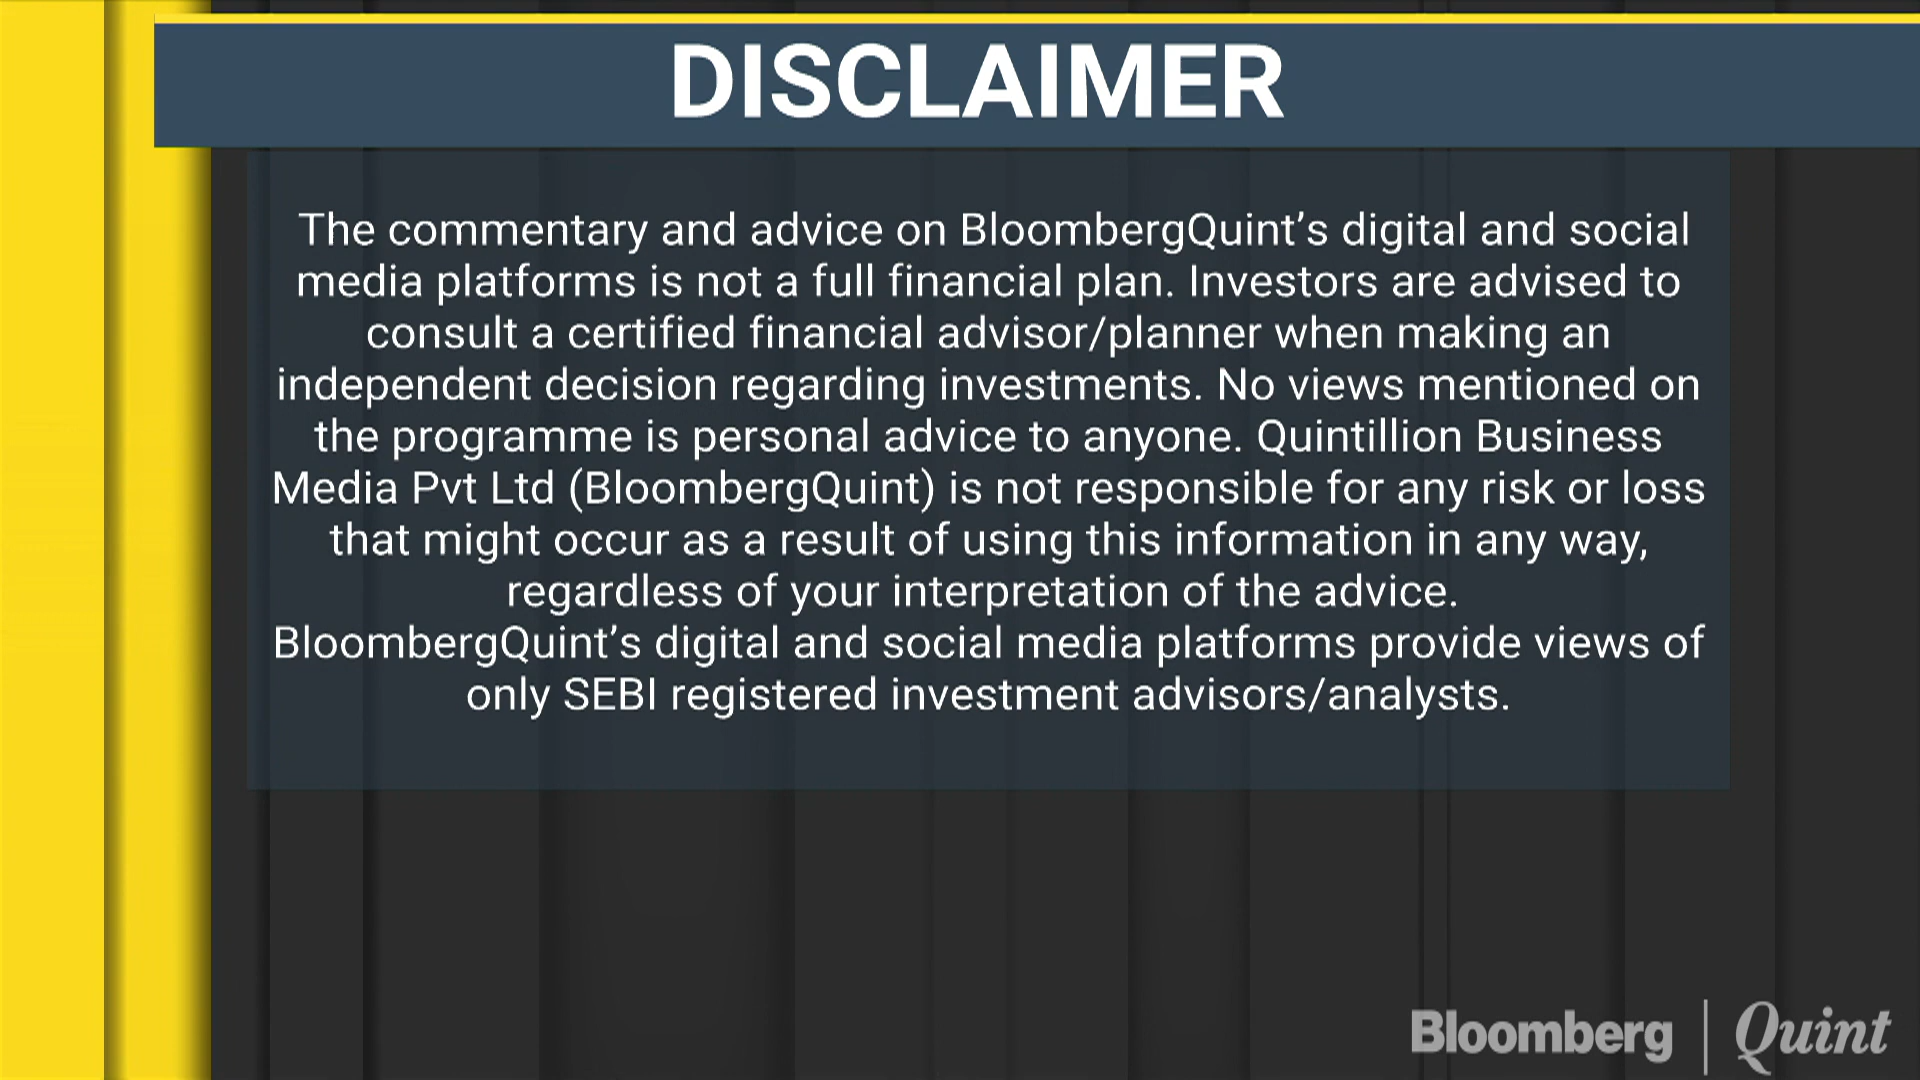 DISCLAIMER
The commentary and advice on BloombergQuint’s digital and social
media platforms is not a full financial plan. Investors are advised to
consult a certified financial advisor/planner when making an
independent decision regarding investments. No views mentioned on
the programme is personal advice to anyone. Quintillion Business
Media Pvt Ltd (BloombergQuint) is not responsible for any risk or loss
that might occur as a result of using this information in any way,
regardless of your interpretation of the advice.
BloombergQuint’s digital and social media platforms provide views of
only SEBI registered investment advisors/analysts.
Bloomberg | Quint